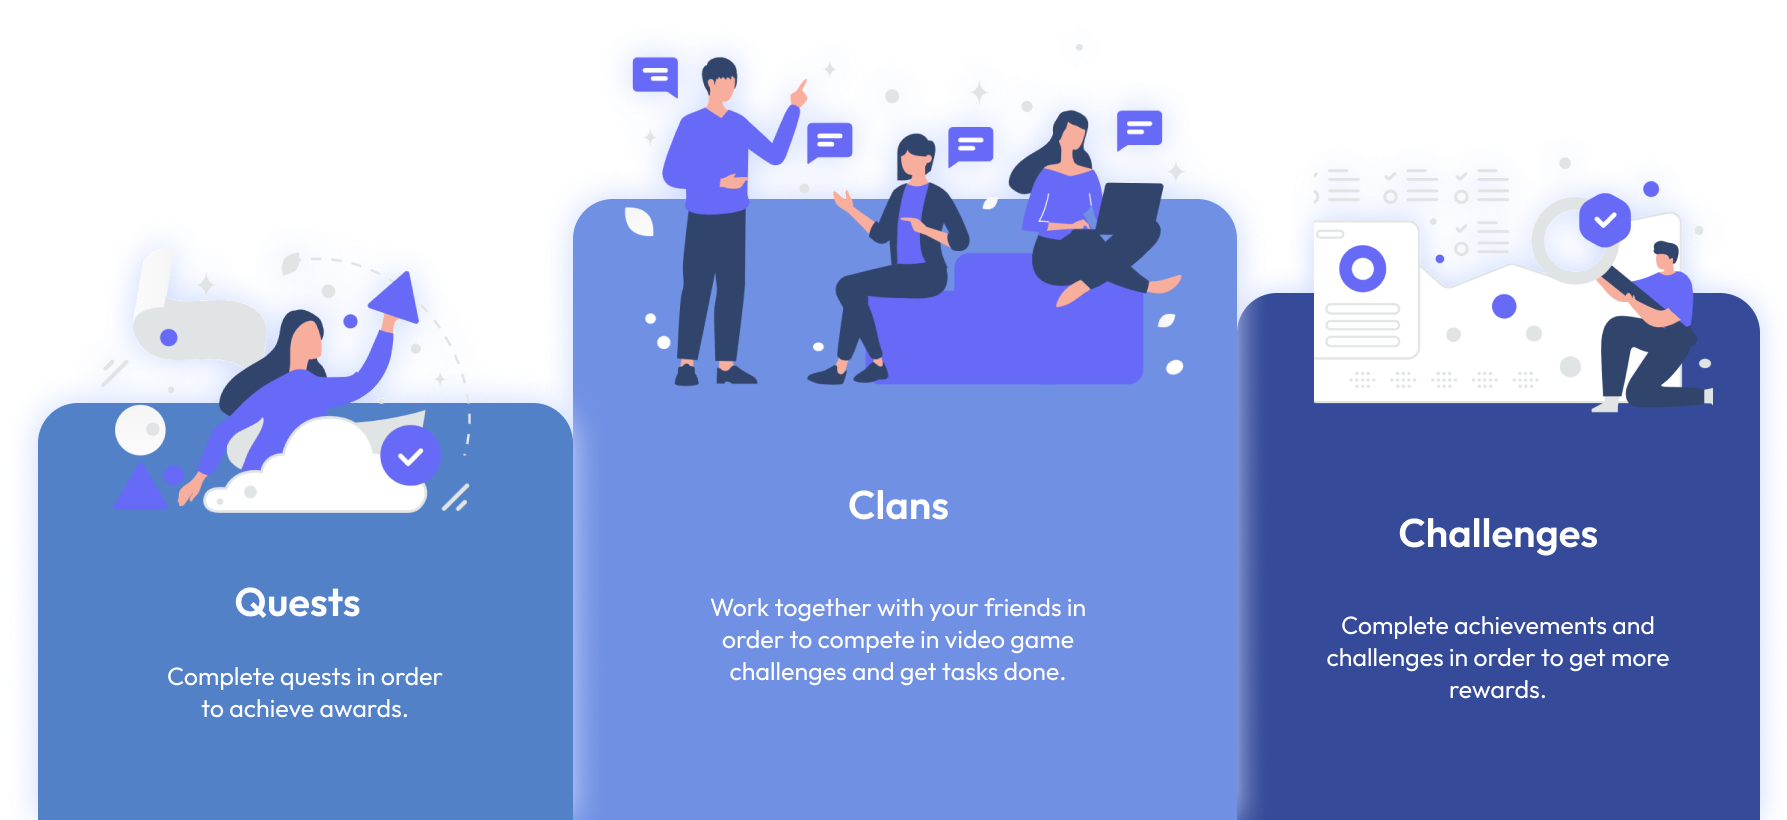 Quests
Complete quests in order
to achieve awards.
Clans
Work together with your friends in
order to compete in video game
challenges and get tasks done.
Challenges
Complete achievements and
challenges in order to get more
rewards.